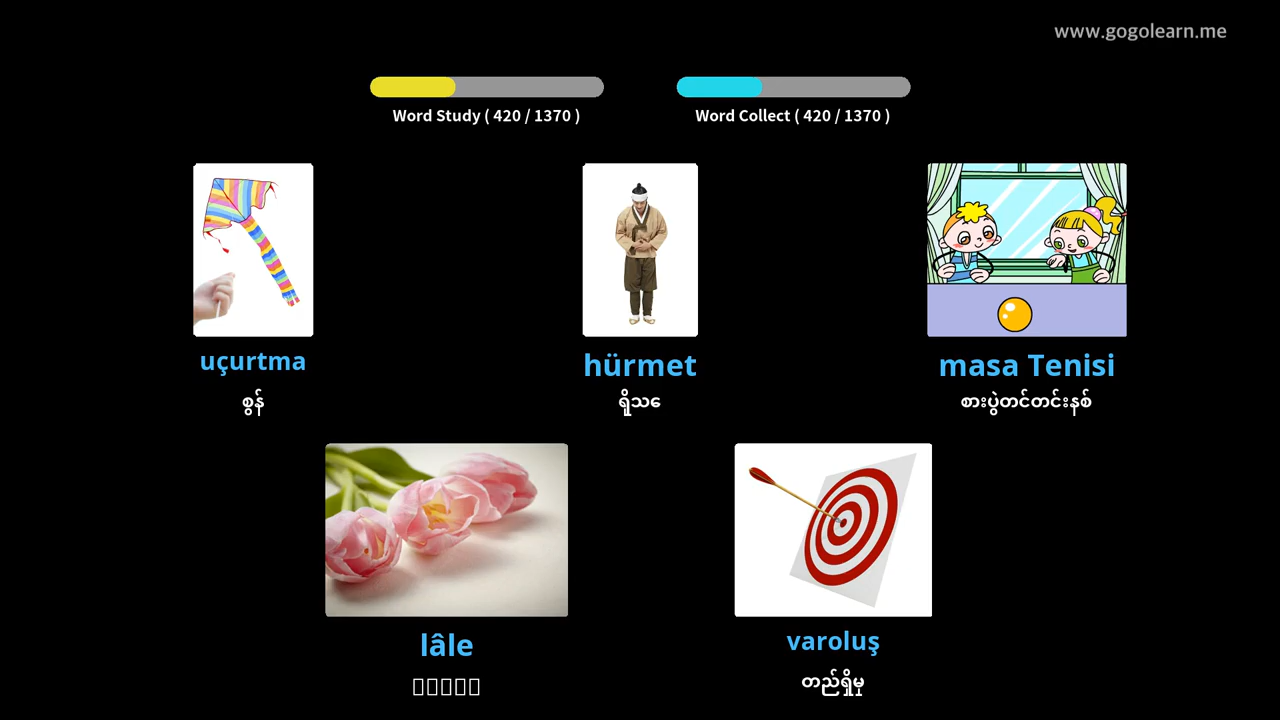 www.gogolearn.me
Word Study ( 420 / 1370 )
Word Collect ( 420 / 1370 )
uçurtma
စွန်
hürmet
ရိုသေ
masa Tenisi
စားပွဲတင်တင်းနစ်
lâle
varoluş
တည်ရှိမှု